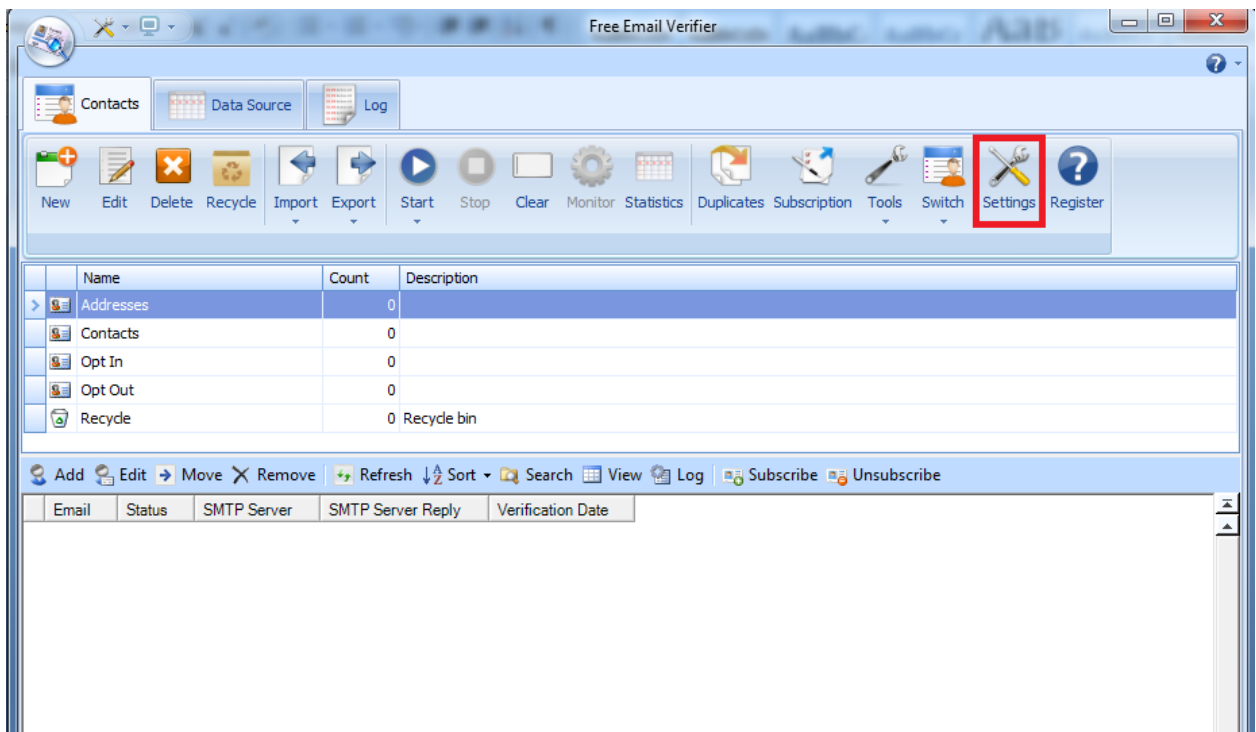 Free Email Verifier
Contacts Data Source Log
New Edit Delete Recycle Import Export Start Stop Clear Monitor Statistics Duplicates Subscription Tools Switch Settings Register
Name Count Description
Addresses 0
Contacts 0
Opt In 0
Opt Out 0
Recycle 0 Recycle bin
Add Edit Move Remove Refresh Sort Search View Log Subscribe Unsubscribe
Email Status SMTP Server SMTP Server Reply Verification Date